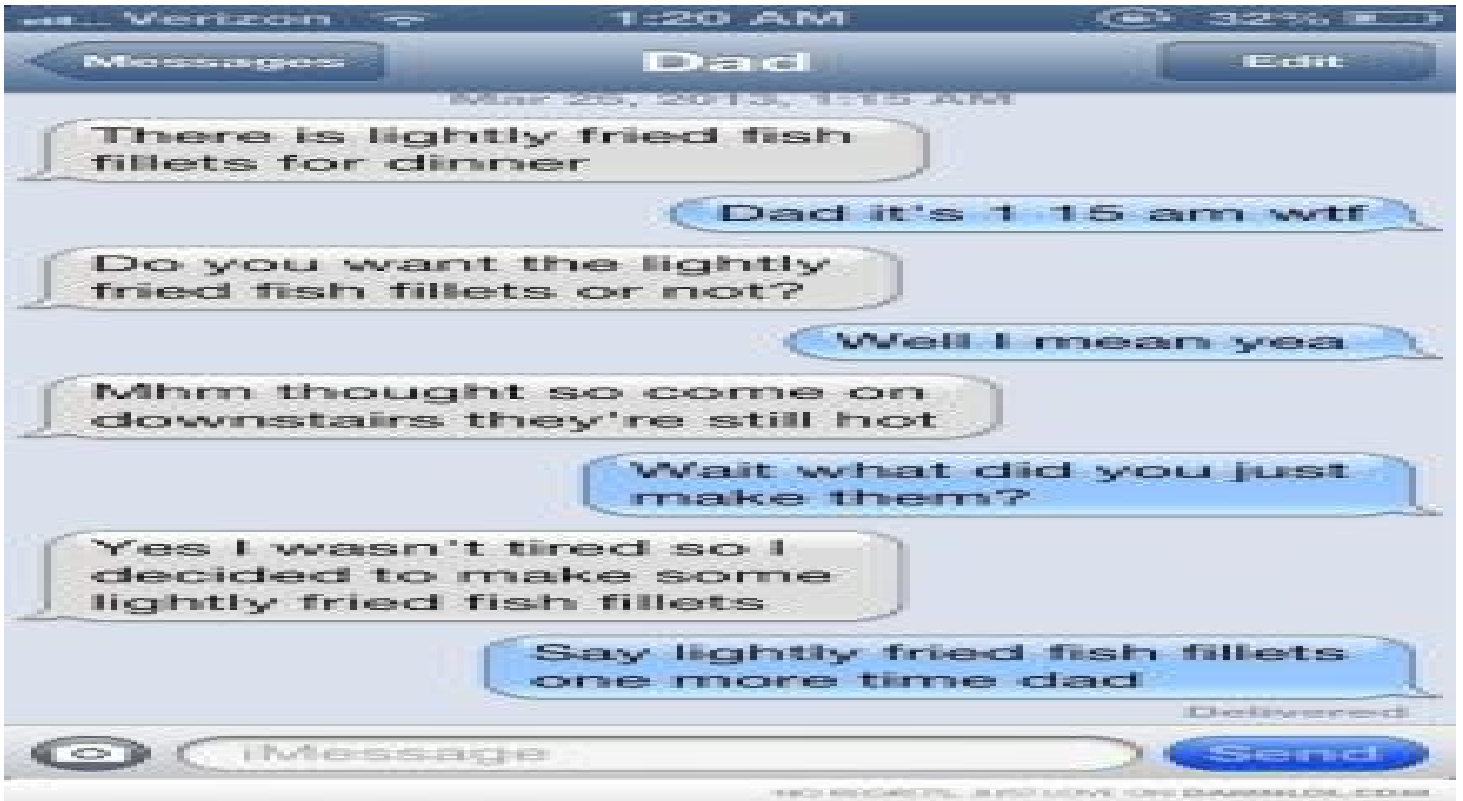 Verizon 1:20 AM 32%
Messages Dad Edit
Mar 25, 2013, 1:15 AM
There is lightly fried fish
fillets for dinner
Dad it's 1 15 am wtf
Do you want the lightly
fried fish fillets or not?
Well I mean yea
Mhm thought so come on
downstairs they're still hot
Wait what did you just
make them?
Yes I wasn't tired so I
decided to make some
lightly fried fish fillets
Say lightly fried fish fillets
one more time dad
Delivered
iMessage Send